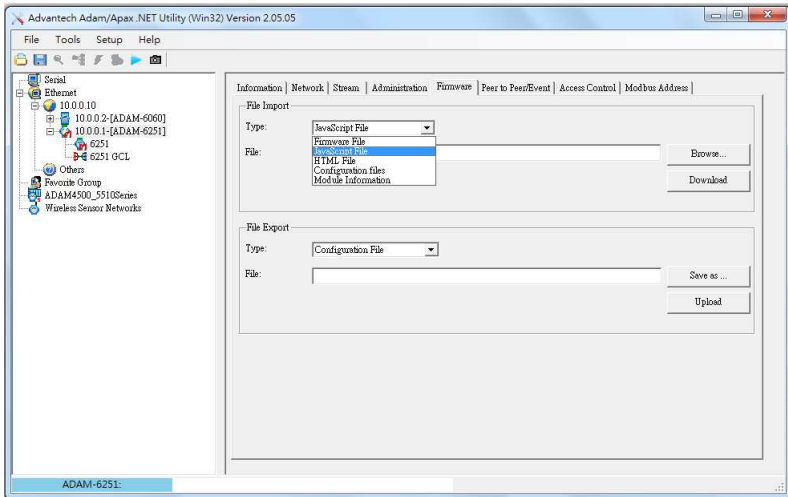 Advantech Adam/Apax .NET Utility (Win32) Version 2.05.05
File Tools Setup Help
Serial
Ethernet
10.0.0.10
10.0.0.2-[ADAM-6060]
10.0.0.1-[ADAM-6251]
6251
6251 GCL
Others
Favorite Group
ADAM4500_5510Series
Wireless Sensor Networks
Information Network Stream Administration Firmware Peer to Peer/Event Access Control Modbus Address
File Import
Type: JavaScript File
Firmware File
JavaScript File
HTML File
Configuration files
Module Information
File: Browse...
Download
File Export
Type: Configuration File
File: Save as ...
Upload
ADAM-6251: